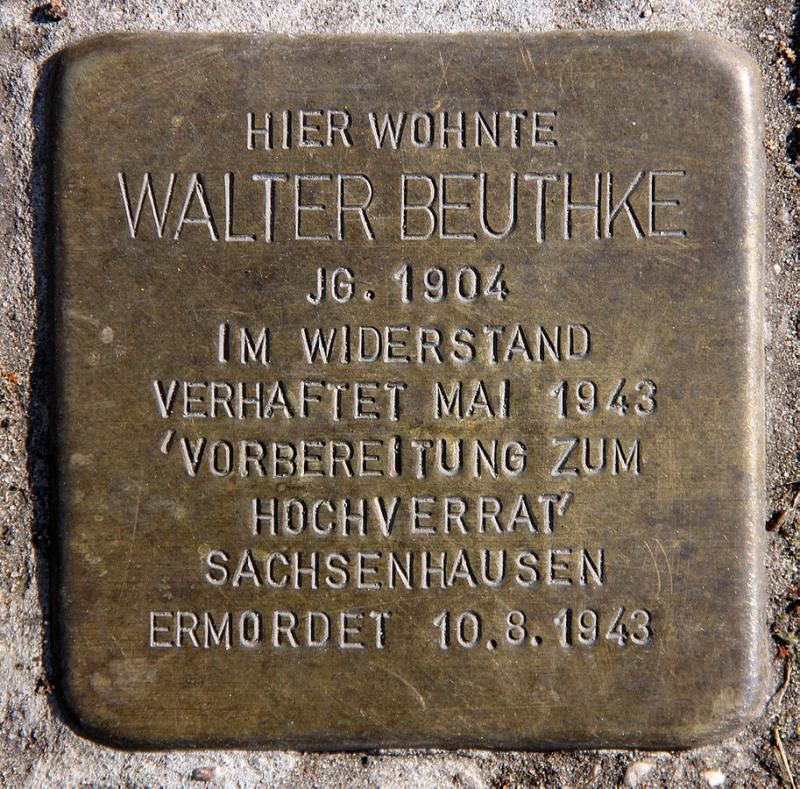 HIER WOHNTE
WALTER BEUTHKE
JG. 1904
IM WIDERSTAND
VERHAFTET MAI 1943
'VORBEREITUNG ZUM
HOCHVERRAT'
SACHSENHAUSEN
ERMORDET 10.8.1943